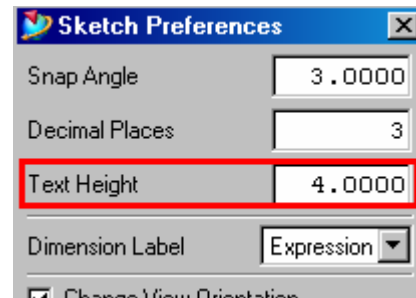 Sketch Preferences
Snap Angle 3.0000
Decimal Places 3
Text Height 4.0000
Dimension Label Expression
Change View Orientation